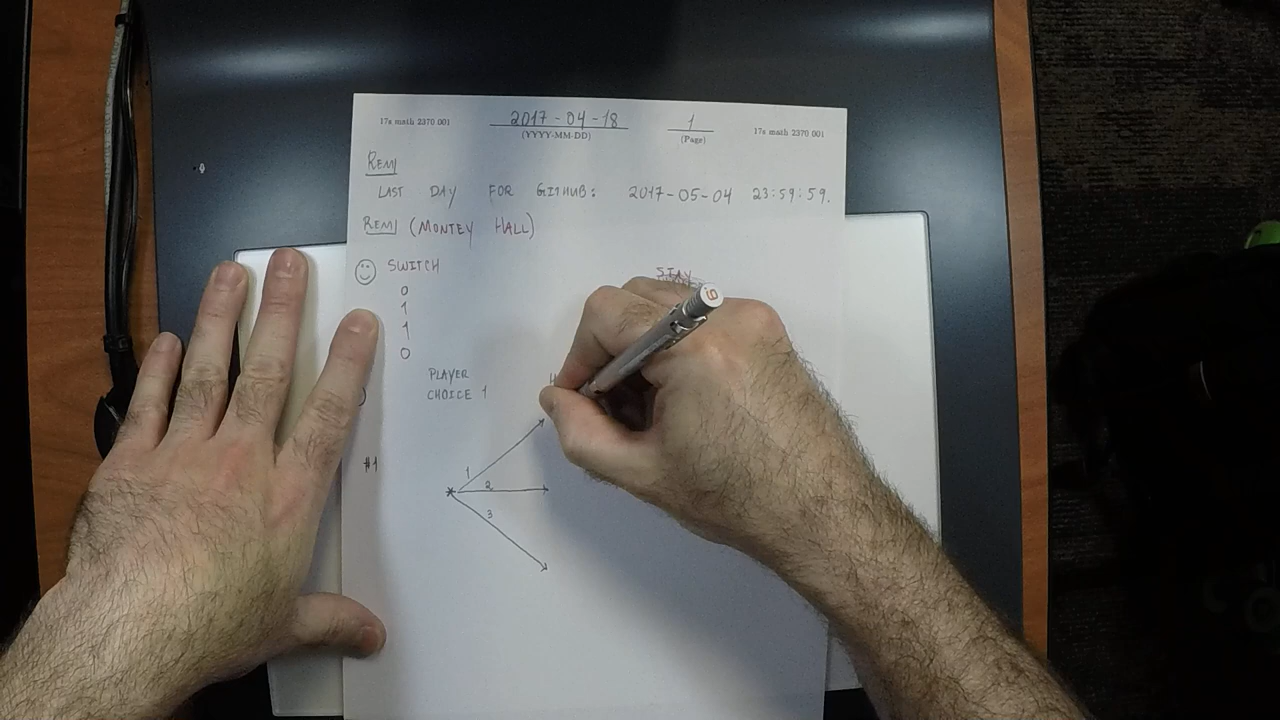 17s math 2370 001 2017-04-18 1 17s math 2370 001
(YYYY-MM-DD) (Page)
REM
LAST DAY FOR GITHUB: 2017-05-04 23:59:59.
REM (MONTEY HALL)
SWITCH STAY
0
1
1
0
PLAYER
CHOICE 1
#1
1
2
3